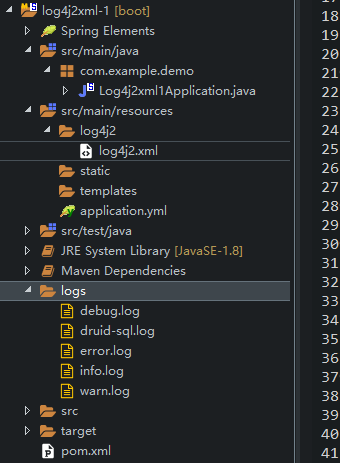 log4j2xml-1 [boot]
Spring Elements
src/main/java
com.example.demo
Log4j2xml1Application.java
src/main/resources
log4j2
log4j2.xml
static
templates
application.yml
src/test/java
JRE System Library [JavaSE-1.8]
Maven Dependencies
logs
debug.log
druid-sql.log
error.log
info.log
warn.log
src
target
pom.xml
18
19
20
21
22
23
24
25
26
27
28
29
30
31
32
33
34
35
36
37
38
39
40
41